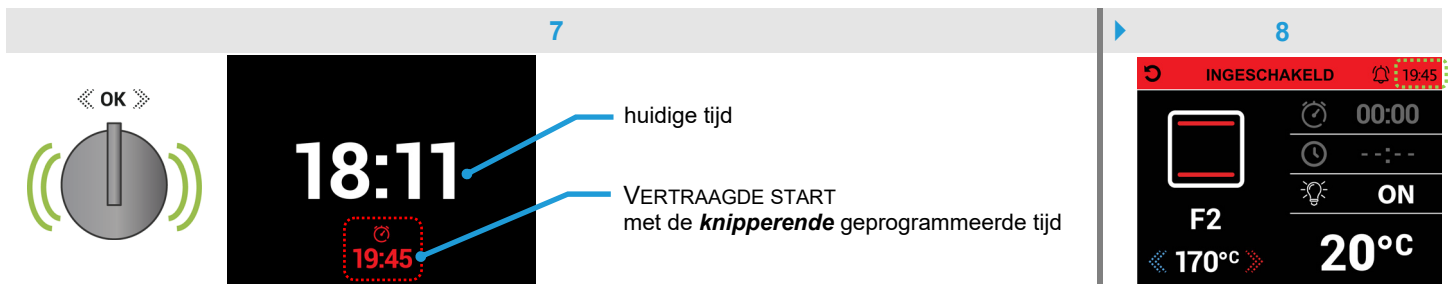 7
8
OK
18:11
19:45
huidige tijd
VERTRAAGDE START
met de knipperende geprogrammeerde tijd
INGESCHAKELD 19:45
00:00
--:--
ON
F2
170°C
20°C